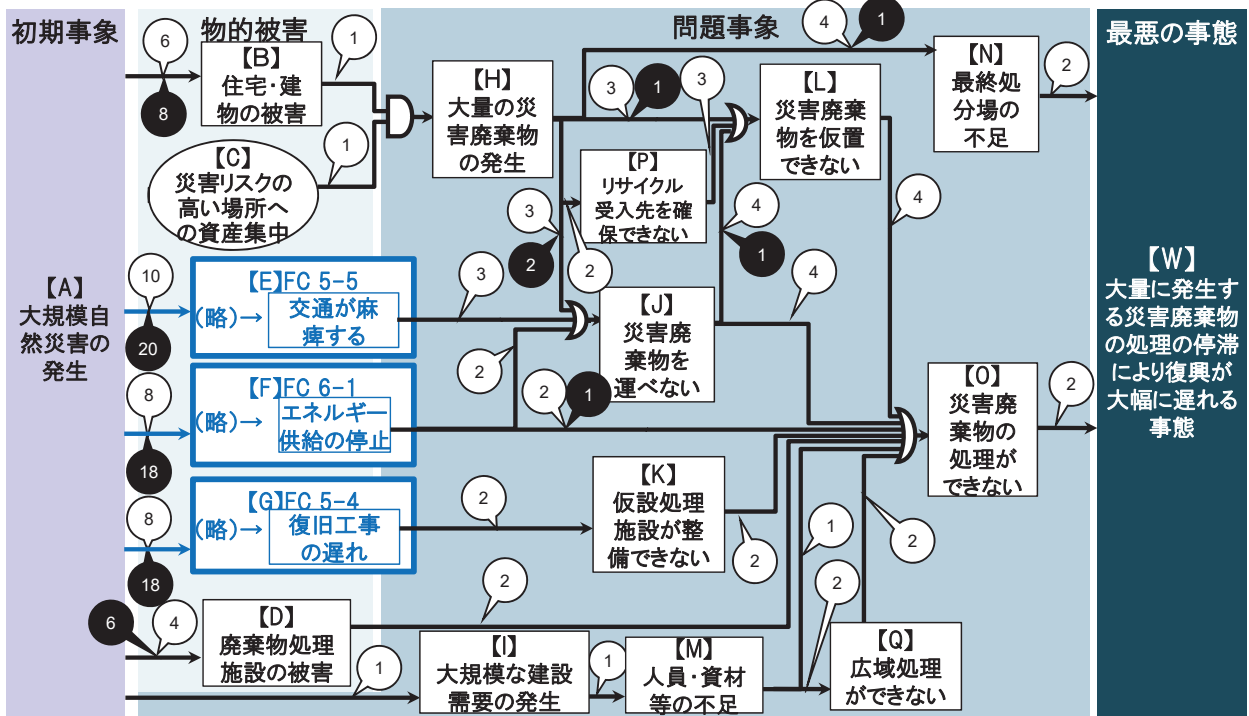 初期事象
物的被害
問題事象
最悪の事態
【A】
大規模自
然災害の
発生
6
8
【B】
住宅・建
物の被害
1
【C】
災害リスクの
高い場所へ
の資産集中
1
【H】
大量の災
害廃棄物
の発生
4
1
3
1
3
【L】
災害廃棄
物を仮置
できない
【N】
最終処
分場の
不足
2
【P】
リサイクル
受入先を確
保できない
3
2
2
4
1
4
4
10
20
【E】FC 5-5
(略)→
交通が麻
痺する
3
【J】
災害廃
棄物を
運べない
8
18
【F】FC 6-1
(略)→
エネルギー
供給の停止
2
2
1
【O】
災害廃
棄物の
処理が
できない
2
8
18
【G】FC 5-4
(略)→
復旧工事
の遅れ
2
【K】
仮設処理
施設が整
備できない
2
1
2
6
4
【D】
廃棄物処理
施設の被害
2
1
【I】
大規模な建設
需要の発生
1
【M】
人員・資材
等の不足
2
【Q】
広域処理
ができない
【W】
大量に発生す
る災害廃棄物
の処理の停滞
により復興が
大幅に遅れる
事態